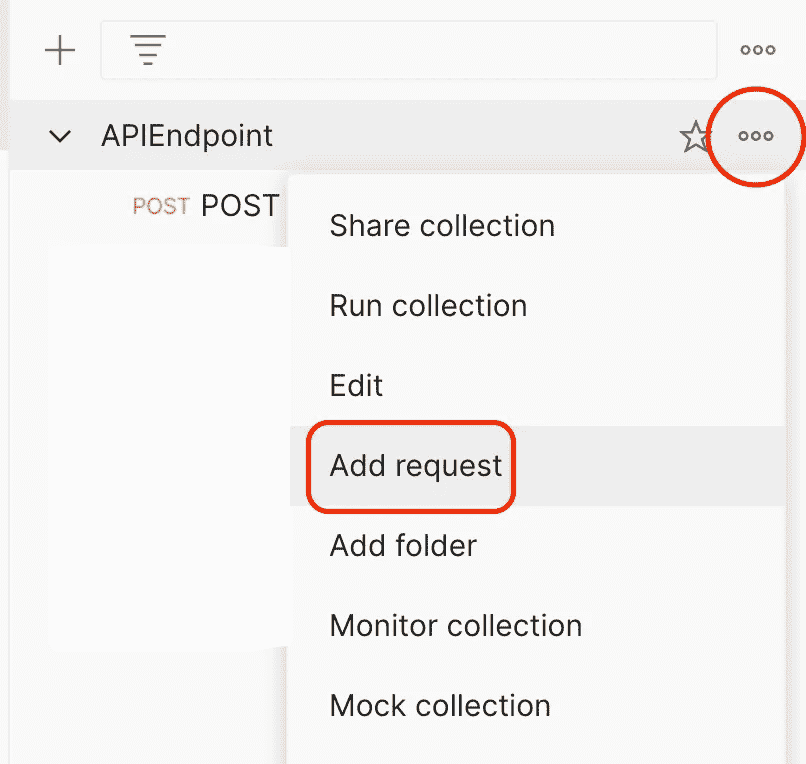 APIEndpoint
POST POST
Share collection
Run collection
Edit
Add request
Add folder
Monitor collection
Mock collection